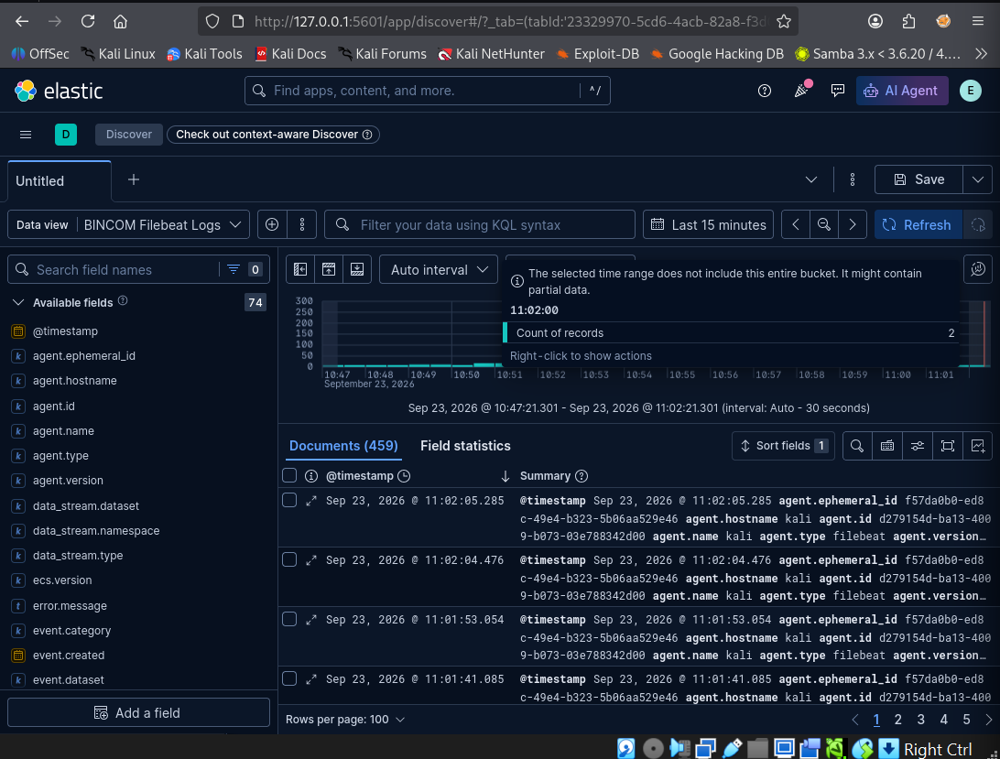 http://127.0.0.1:5601/app/discover#/?_tab=(tabId:'23329970-5cd6-4acb-82a8-f3d
OffSec Kali Linux Kali Tools Kali Docs Kali Forums Kali NetHunter Exploit-DB Google Hacking DB Samba 3.x < 3.6.20 / 4....
elastic Find apps, content, and more. ^ / AI Agent E
D Discover Check out context-aware Discover
Untitled Save
Data view BINCOM Filebeat Logs Filter your data using KQL syntax Last 15 minutes Refresh
Search field names 0 Auto interval
The selected time range does not include this entire bucket. It might contain
partial data.
11:02:00
Count of records 2
Right-click to show actions
Available fields 74
@timestamp
agent.ephemeral_id
agent.hostname
agent.id
agent.name
agent.type
agent.version
data_stream.dataset
data_stream.namespace
data_stream.type
ecs.version
error.message
event.category
event.created
event.dataset
Add a field
300
250
200
150
100
50
0
10:47 10:48 10:49 10:50 10:51 10:52 10:53 10:54 10:55 10:56 10:57 10:58 10:59 11:00 11:01
September 23, 2026
Sep 23, 2026 @ 10:47:21.301 - Sep 23, 2026 @ 11:02:21.301 (interval: Auto - 30 seconds)
Documents (459) Field statistics Sort fields 1
@timestamp Summary
Sep 23, 2026 @ 11:02:05.285 @timestamp Sep 23, 2026 @ 11:02:05.285 agent.ephemeral_id f57da0b0-ed8
c-49e4-b323-5b06aa529e46 agent.hostname kali agent.id d279154d-ba13-400
9-b073-03e788342d00 agent.name kali agent.type filebeat agent.version…
Sep 23, 2026 @ 11:02:04.476 @timestamp Sep 23, 2026 @ 11:02:04.476 agent.ephemeral_id f57da0b0-ed8
c-49e4-b323-5b06aa529e46 agent.hostname kali agent.id d279154d-ba13-400
9-b073-03e788342d00 agent.name kali agent.type filebeat agent.version…
Sep 23, 2026 @ 11:01:53.054 @timestamp Sep 23, 2026 @ 11:01:53.054 agent.ephemeral_id f57da0b0-ed8
c-49e4-b323-5b06aa529e46 agent.hostname kali agent.id d279154d-ba13-400
9-b073-03e788342d00 agent.name kali agent.type filebeat agent.version…
Sep 23, 2026 @ 11:01:41.085 @timestamp Sep 23, 2026 @ 11:01:41.085 agent.ephemeral_id f57da0b0-ed8
c-49e4-b323-5b06aa529e46 agent.hostname kali agent.id d279154d-ba13-400
Rows per page: 100 1 2 3 4 5
Right Ctrl